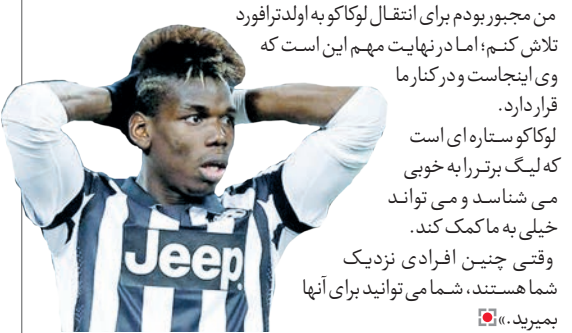 من مجبور بودم برای انتقال لوکاکو به اولدترافورد
تلاش کنم؛ اما در نهایت مهم این است که
وی اینجاست و در کنار ما
قرار دارد.
لوکاکو ستاره ای است
که لیگ برتر را به خوبی
می شناسد و می تواند
خیلی به ما کمک کند.
وقتی چنین افرادی نزدیک
شما هستند، شما می توانید برای آنها
بمیرید.»
Jeep